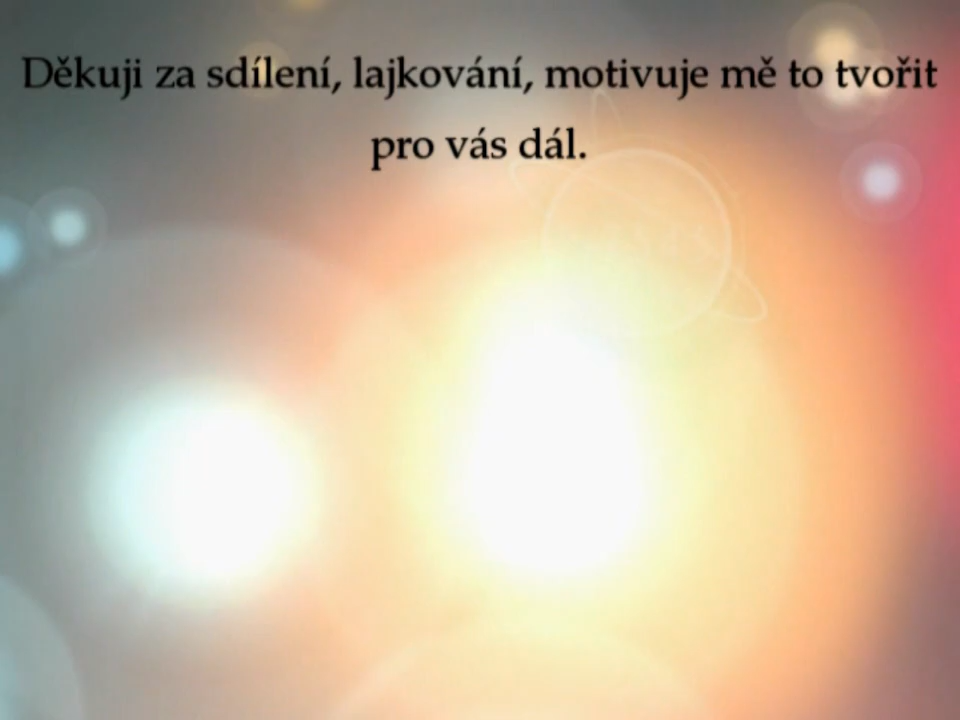 Děkuji za sdílení, lajkování, motivuje mě to tvořit
pro vás dál.